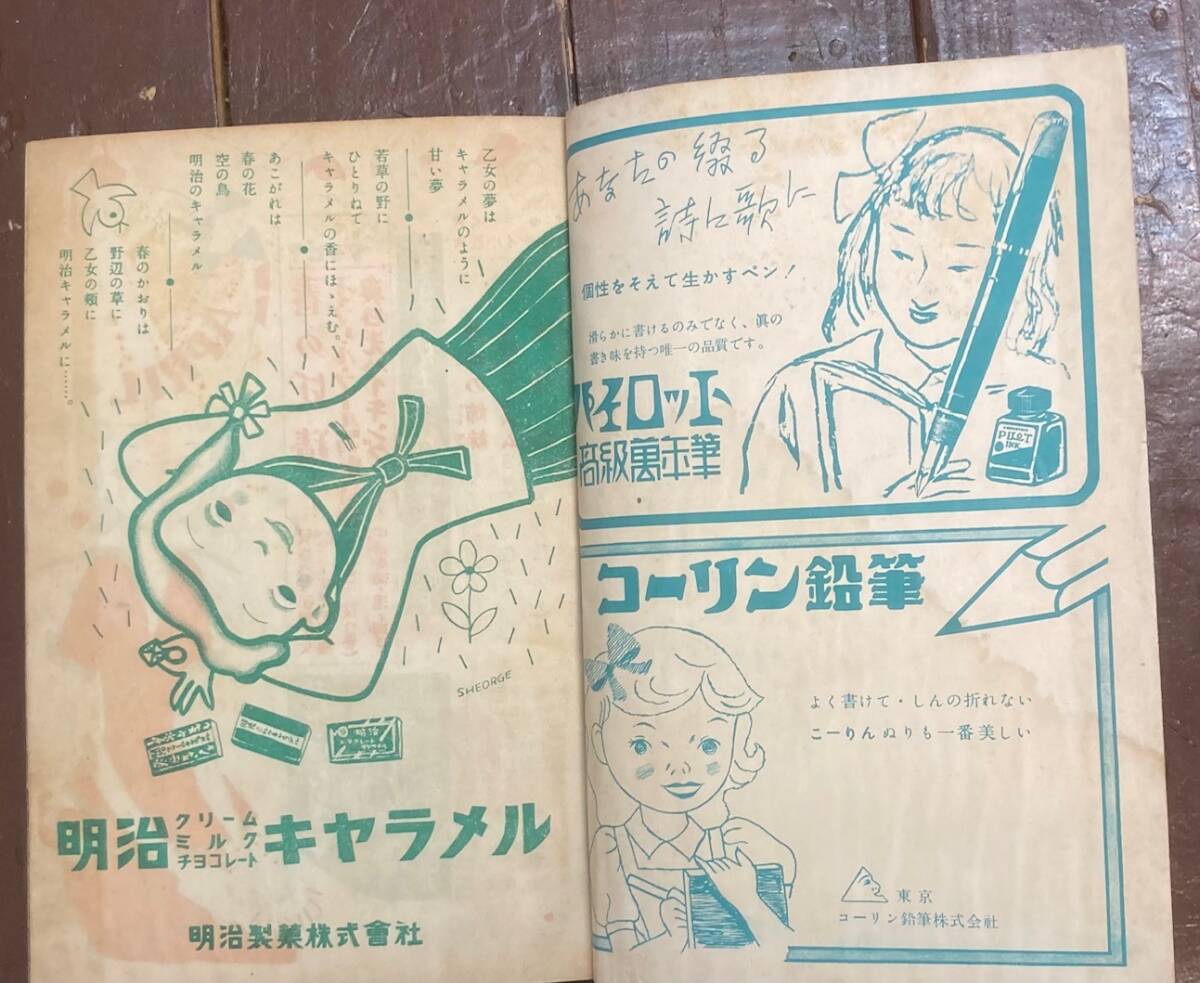 乙女の夢は
キャラメルのように
甘い夢
若草の野に
ひとりねて
キャラメルの香にほゝえむ。
あこがれは
春の花
空の鳥
明治のキャラメル
春のかおりは
野辺の草に
乙女の頰に
明治キャラメルに……。
SHEORGE
明治
明治
クリーム
ミルク
チヨコレート
キャラメル
明治製菓株式會社
あなたの綴る
詩に歌に
個性をそえて生かすペン!
滑らかに書けるのみでなく、眞の
書き味を持つ唯一の品質です。
パイロット
高級萬年筆
PILOT
INK
コーリン鉛筆
よく書けて・しんの折れない
こーりんぬりも一番美しい
東京
コーリン鉛筆株式会社